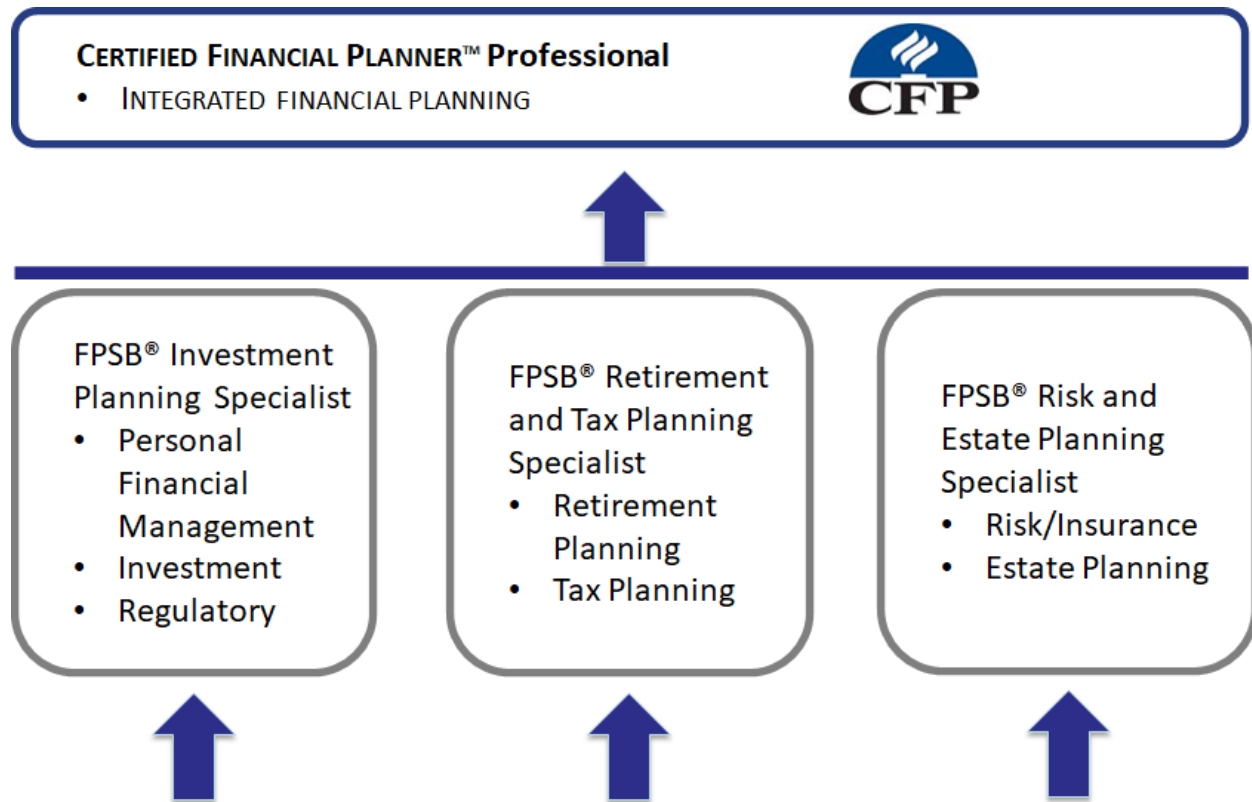 CERTIFIED FINANCIAL PLANNER™ Professional
• INTEGRATED FINANCIAL PLANNING
CFP
FPSB® Investment
Planning Specialist
• Personal
Financial
Management
• Investment
• Regulatory
FPSB® Retirement
and Tax Planning
Specialist
• Retirement
Planning
• Tax Planning
FPSB® Risk and
Estate Planning
Specialist
• Risk/Insurance
• Estate Planning